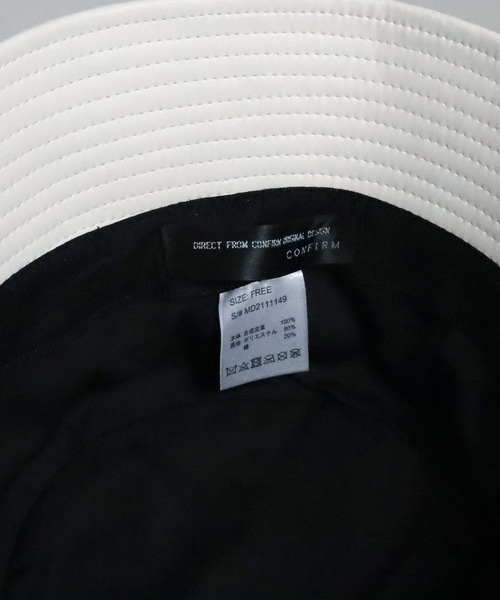 DIRECT FROM CONFIRM ORIGINAL DESIGN
CONFIRM
SIZE: FREE
S/# MD2111149
本体 合成皮革 100%
裏地 ポリエステル 80%
綿 20%